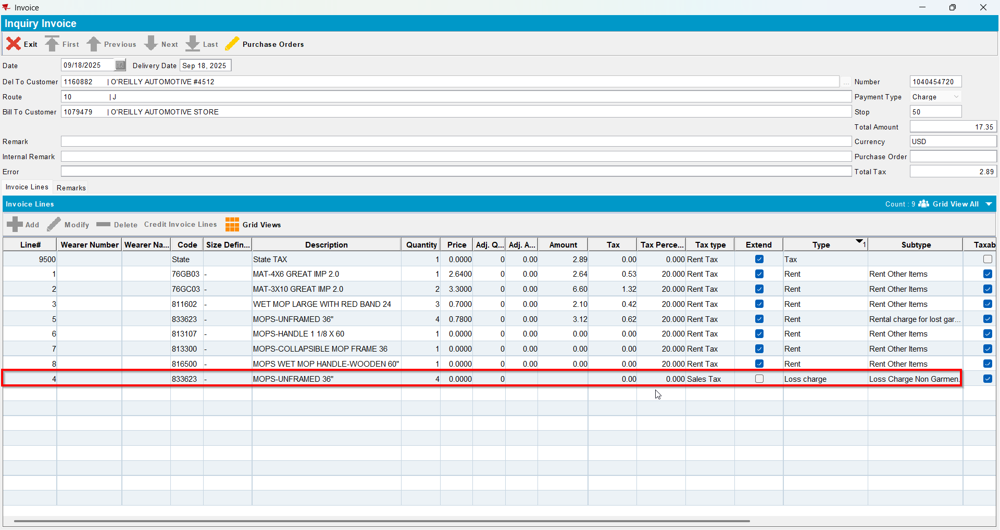 Invoice
Inquiry Invoice
Exit First Previous Next Last Purchase Orders
Date 09/18/2025 Delivery Date Sep 18, 2025
Del To Customer 1160882 | O'REILLY AUTOMOTIVE #4512 ... Number 1040454720
Route 10 | J Payment Type Charge
Bill To Customer 1079479 | O'REILLY AUTOMOTIVE STORE Stop 50
Total Amount 17.35
Remark Currency USD
Internal Remark Purchase Order
Error Total Tax 2.89
Invoice Lines Remarks
Invoice Lines Count : 9 Grid View All
Add Modify Delete Credit Invoice Lines Grid Views
Line# Wearer Number Wearer Na... Code Size Defin... Description Quantity Price Adj. Q... Adj. A... Amount Tax Tax Perce... Tax type Extend Type 1 Subtype Taxab
9500 State State TAX 1 0.0000 0 0.00 2.89 0.00 0.000 Rent Tax Tax
1 76GB03 - MAT-4X6 GREAT IMP 2.0 1 2.6400 0 0.00 2.64 0.53 20.000 Rent Tax Rent Rent Other Items
2 76GC03 - MAT-3X10 GREAT IMP 2.0 2 3.3000 0 0.00 6.60 1.32 20.000 Rent Tax Rent Rent Other Items
3 811602 - WET MOP LARGE WITH RED BAND 24 3 0.7000 0 0.00 2.10 0.42 20.000 Rent Tax Rent Rent Other Items
5 833623 - MOPS-UNFRAMED 36" 4 0.7800 0 0.00 3.12 0.62 20.000 Rent Tax Rent Rental charge for lost gar...
6 813107 - MOPS-HANDLE 1 1/8 X 60 1 0.0000 0 0.00 0.00 0.00 20.000 Rent Tax Rent Rent Other Items
7 813300 - MOPS-COLLAPSIBLE MOP FRAME 36 1 0.0000 0 0.00 0.00 0.00 20.000 Rent Tax Rent Rent Other Items
8 816500 - MOPS WET MOP HANDLE-WOODEN 60" 1 0.0000 0 0.00 0.00 0.00 20.000 Rent Tax Rent Rent Other Items
4 833623 - MOPS-UNFRAMED 36" 4 0.0000 0 0.00 0.000 Sales Tax Loss charge Loss Charge Non Garmen.